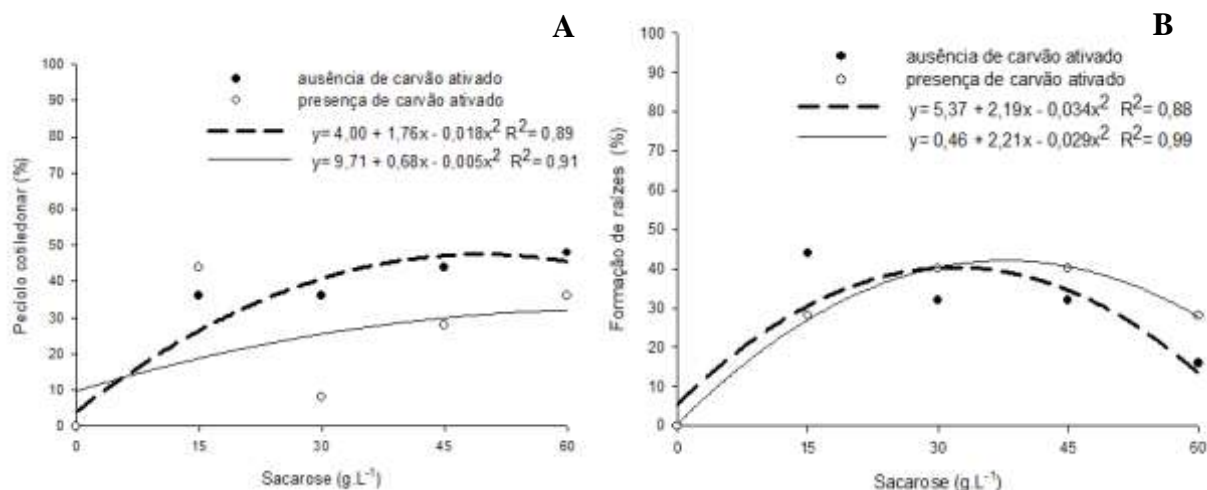 A
100
90
80
70
60
50
40
30
20
10
0
Pecíolo cotiledonar (%)
ausência de carvão ativado
presença de carvão ativado
y= 4,00 + 1,76x - 0,018x² R²= 0,89
y= 9,71 + 0,68x - 0,005x² R²= 0,91
0 15 30 45 60
Sacarose (g.L⁻¹)
B
100
90
80
70
60
50
40
30
20
10
0
Formação de raízes (%)
ausência de carvão ativado
presença de carvão ativado
y= 5,37 + 2,19x - 0,034x² R²= 0,88
y= 0,46 + 2,21x - 0,029x² R²= 0,99
0 15 30 45 60
Sacarose (g.L⁻¹)